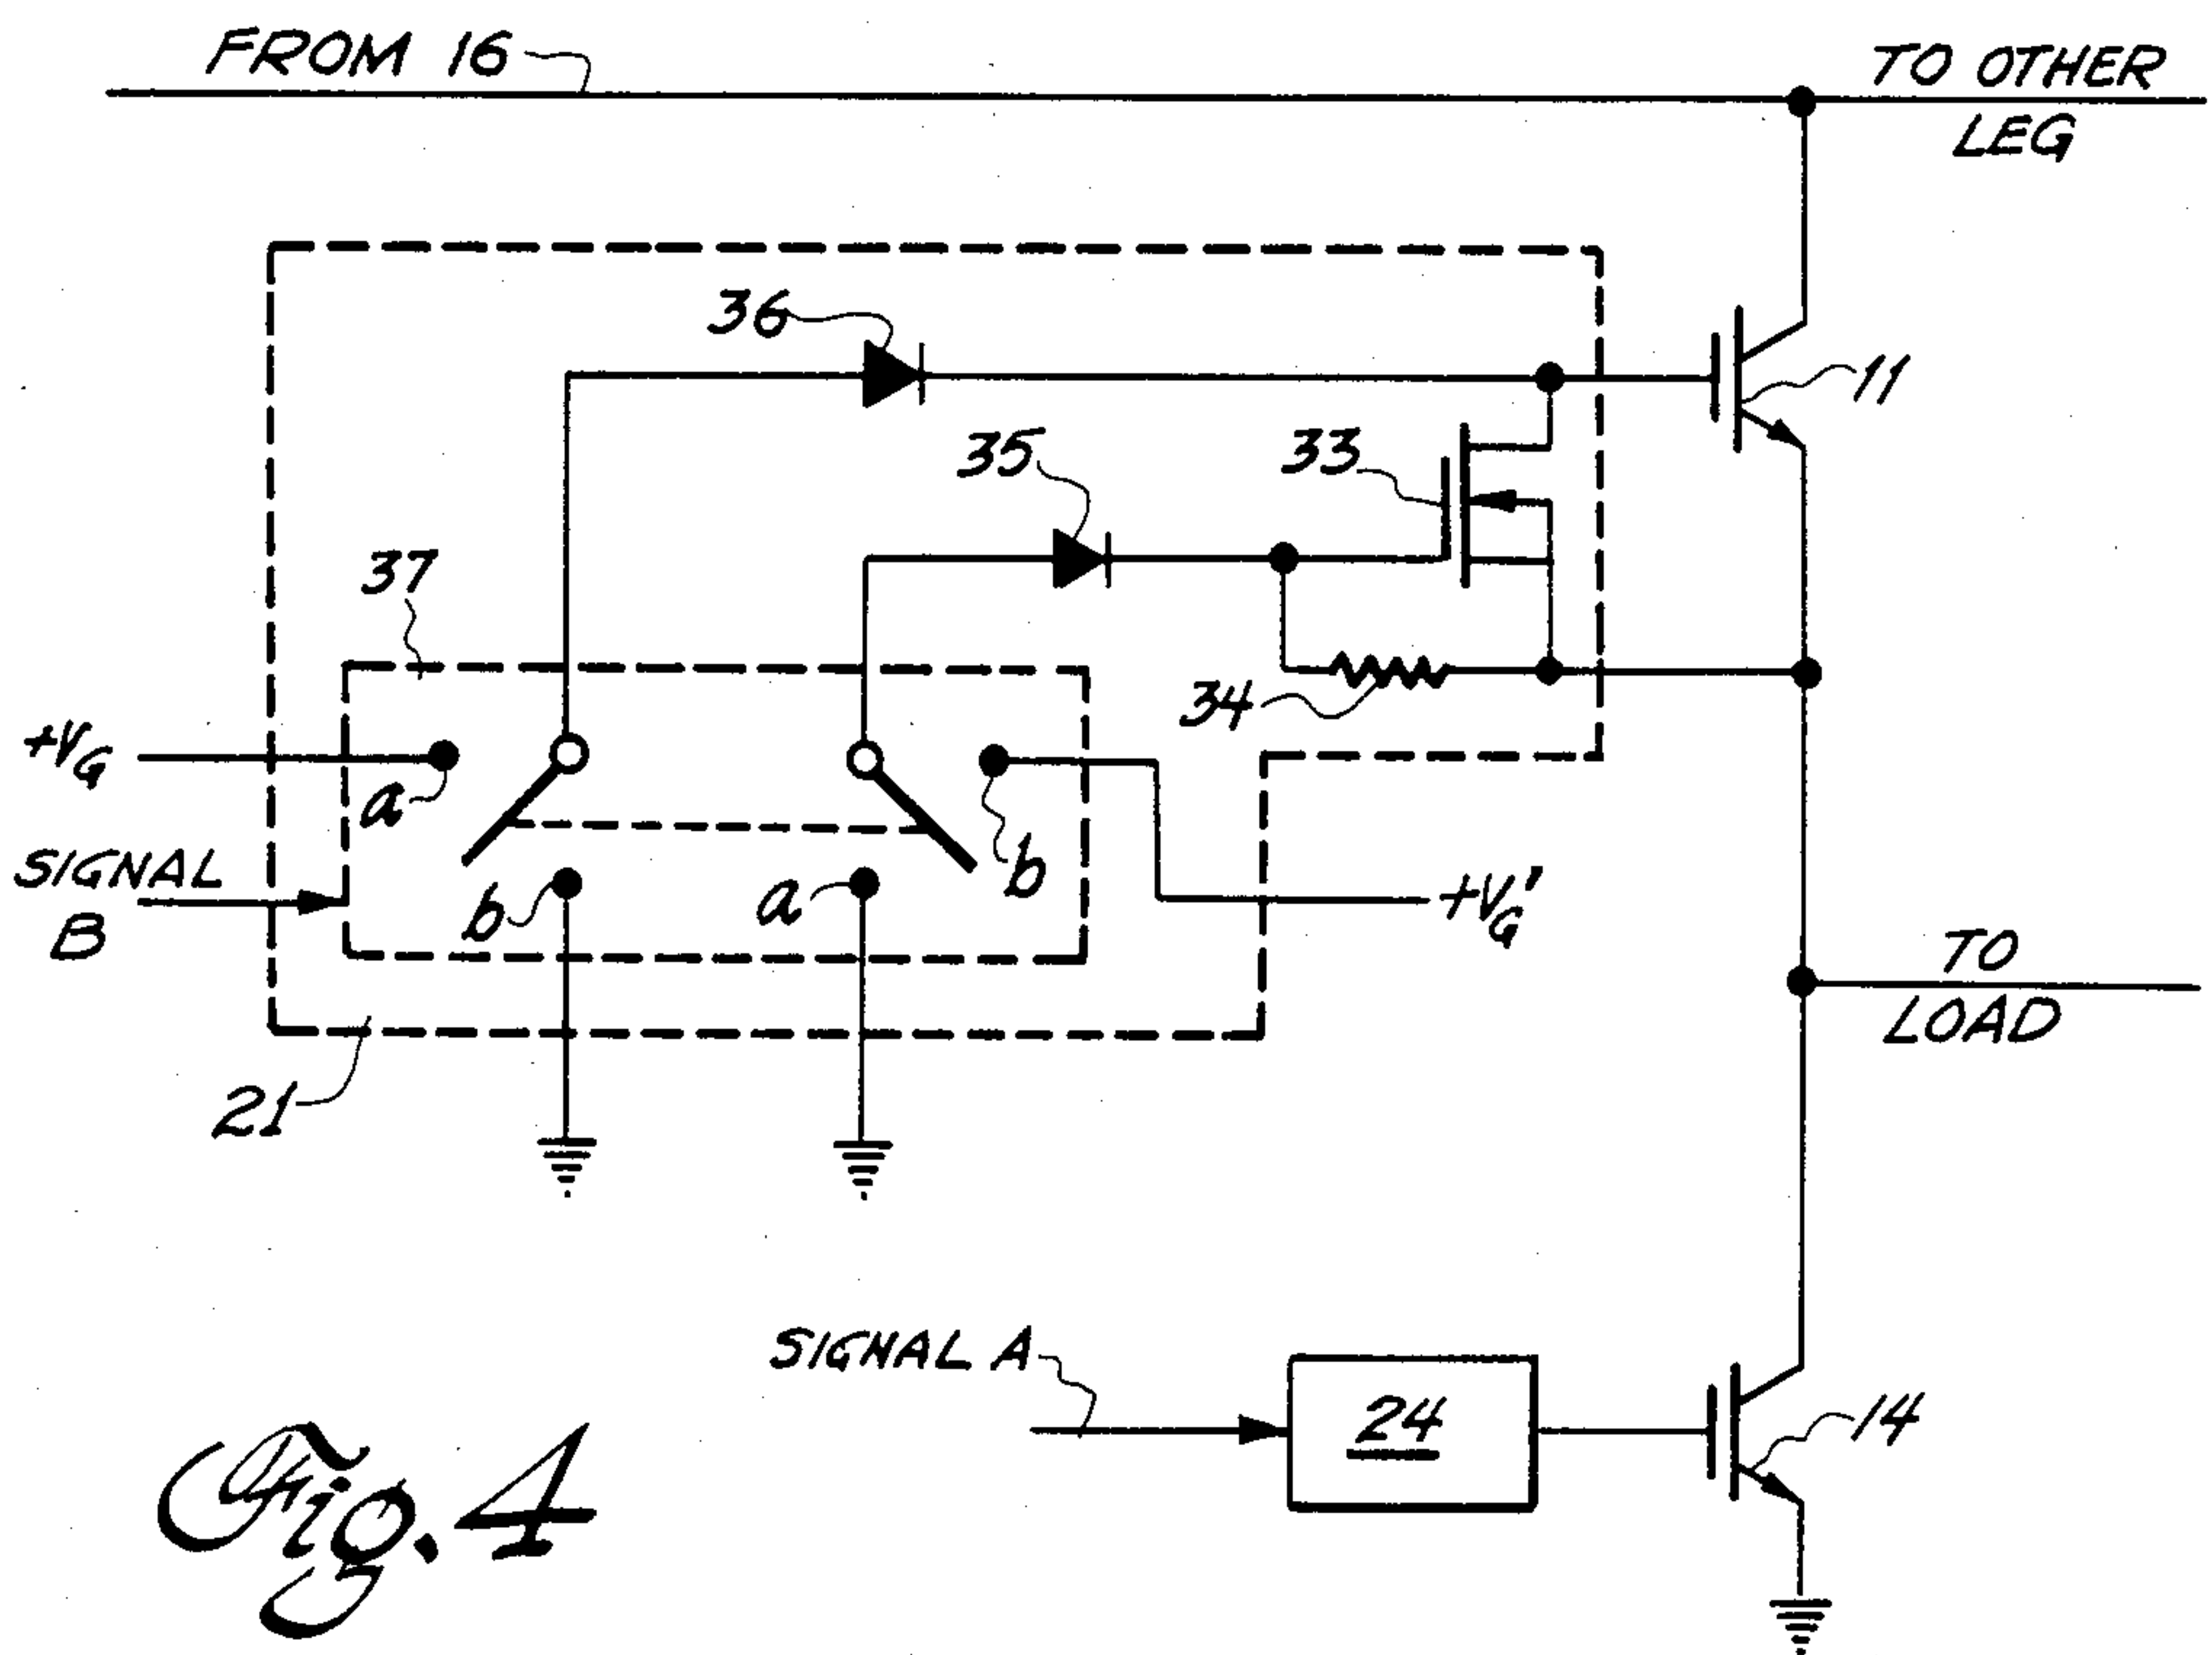 FROM 16
TO OTHER
LEG
36
11
35
33
37
34
+VG
a
b
SIGNAL
B
b
a
+VG'
TO
LOAD
21
SIGNAL A
24
14
Fig. 4